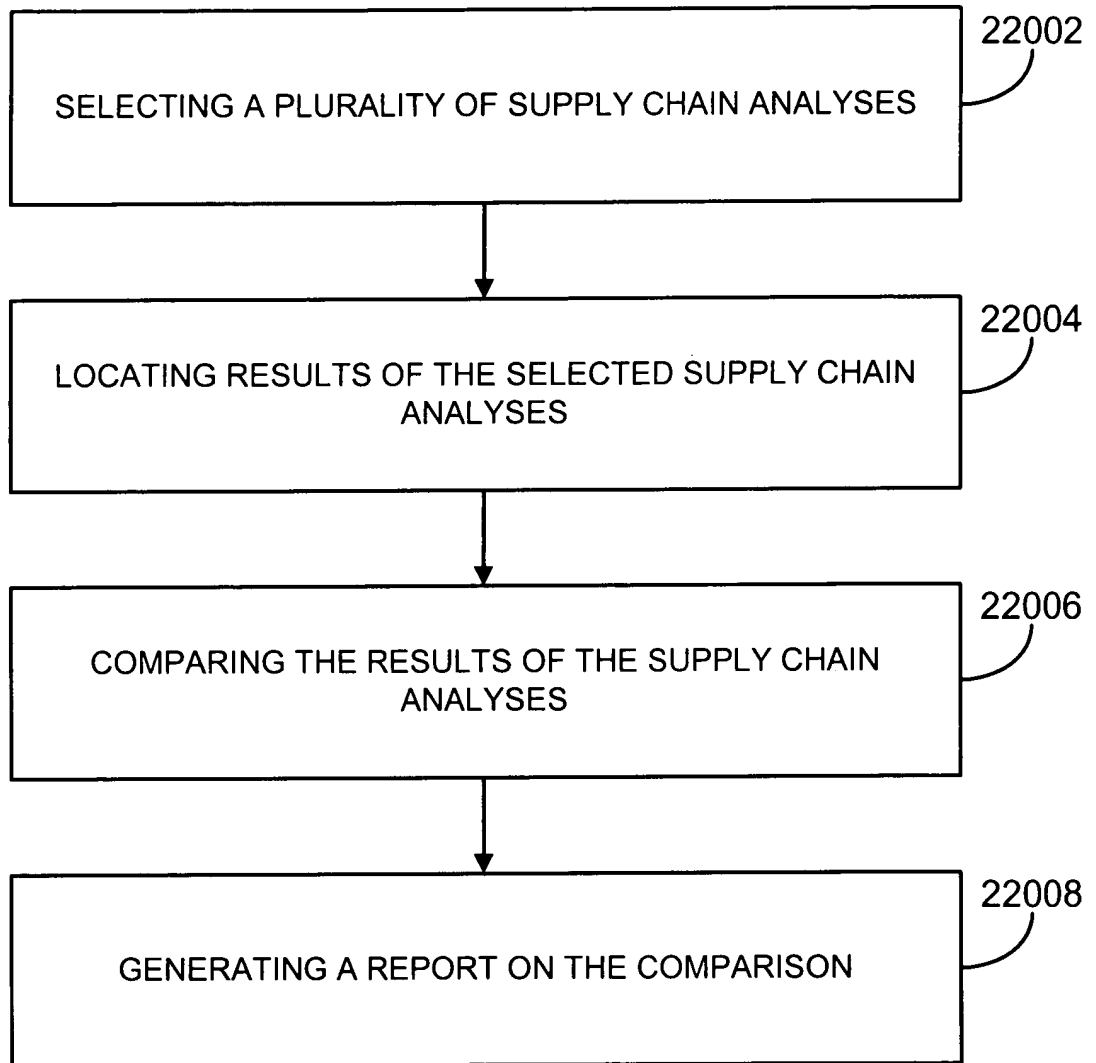 22002
SELECTING A PLURALITY OF SUPPLY CHAIN ANALYSES
22004
LOCATING RESULTS OF THE SELECTED SUPPLY CHAIN
ANALYSES
22006
COMPARING THE RESULTS OF THE SUPPLY CHAIN
ANALYSES
22008
GENERATING A REPORT ON THE COMPARISON